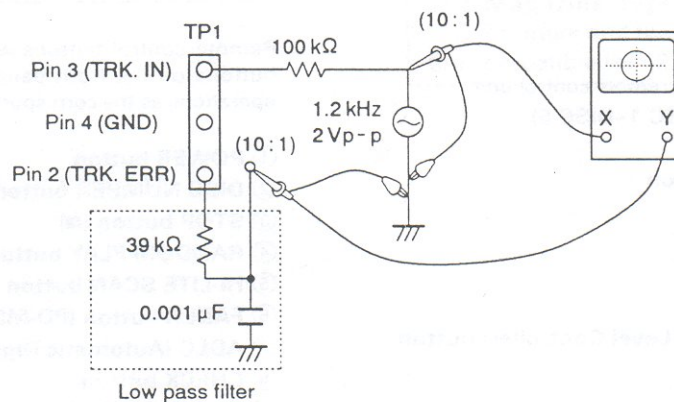 TP1
(10 : 1)
100 kΩ
Pin 3 (TRK. IN)
Pin 4 (GND)
1.2 kHz
2 Vp-p
X
Y
(10 : 1)
Pin 2 (TRK. ERR)
39 kΩ
0.001 μF
Low pass filter